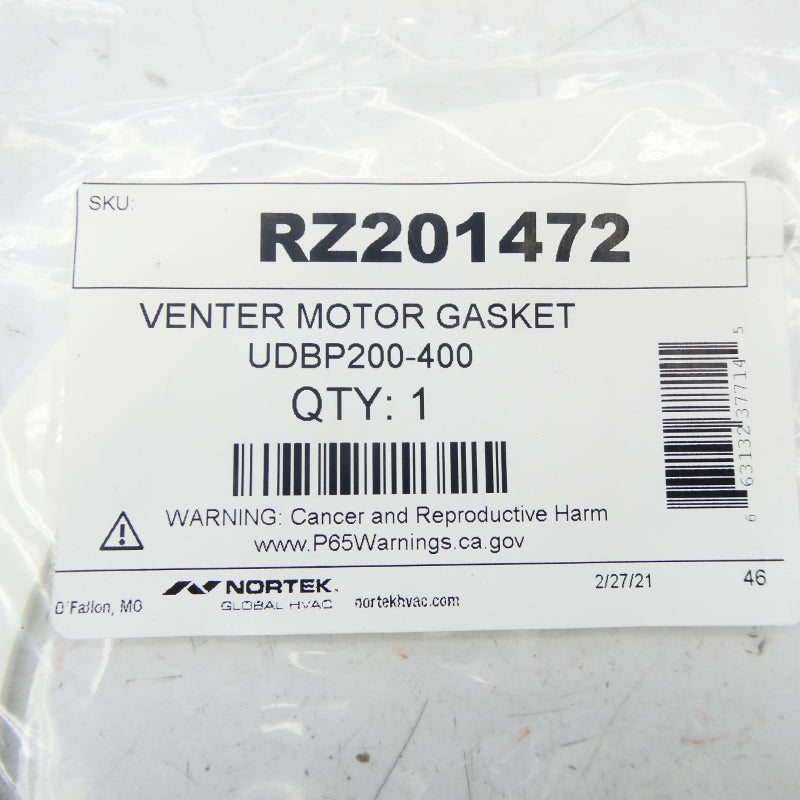 SKU:
RZ201472
VENTER MOTOR GASKET
UDBP200-400
QTY: 1
6 63132 37714 5
WARNING: Cancer and Reproductive Harm
www.P65Warnings.ca.gov
O'Fallon, MO
NORTEK
GLOBAL HVAC
nortekhvac.com
2/27/21
46